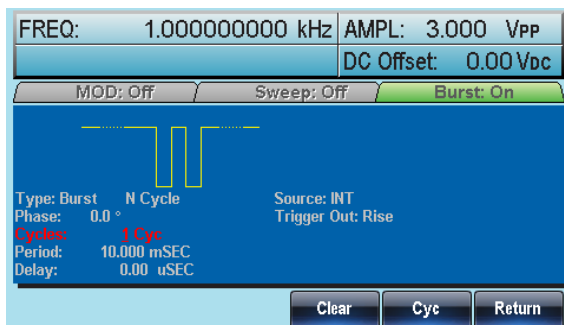 FREQ: 1.000000000 kHz AMPL: 3.000 VPP
DC Offset: 0.00 VDC
MOD: Off Sweep: Off Burst: On
Type: Burst N Cycle Source: INT
Phase: 0.0 ° Trigger Out: Rise
Cycles: 1 Cyc
Period: 10.000 mSEC
Delay: 0.00 uSEC
Clear Cyc Return